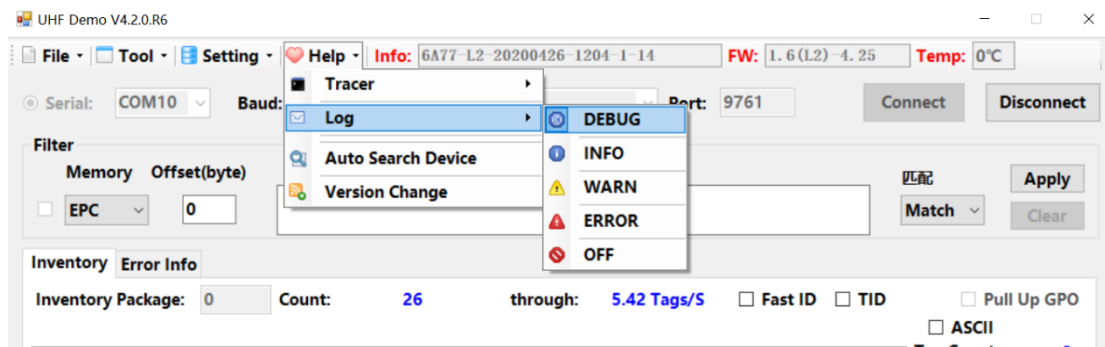 UHF Demo V4.2.0.R6
File Tool Setting Help Info: 6A77-L2-20200426-1204-1-14 FW: 1.6(L2)-4.25 Temp: 0℃
Tracer
Serial: COM10 Baud: Port: 9761 Connect Disconnect
Log DEBUG
Filter
INFO
Auto Search Device
Memory Offset(byte) 匹配 Apply
WARN
Version Change
EPC 0 Match Clear
ERROR
OFF
Inventory Error Info
Inventory Package: 0 Count: 26 through: 5.42 Tags/S Fast ID TID Pull Up GPO
ASCII